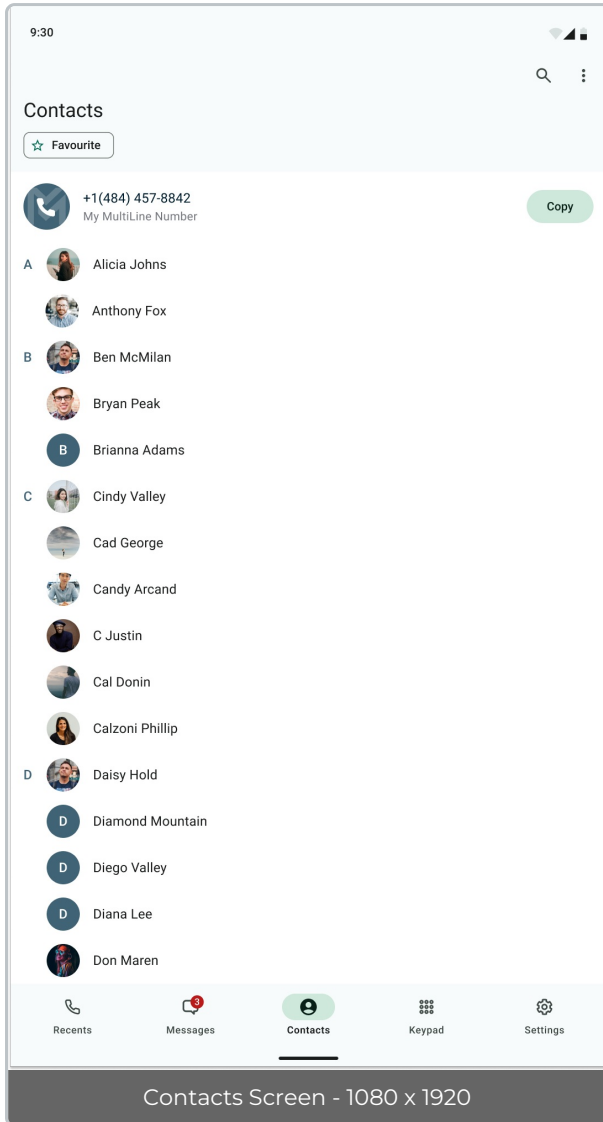 9:30
Contacts
Favourite
+1(484) 457-8842
My MultiLine Number
Copy
A
Alicia Johns
Anthony Fox
B
Ben McMilan
Bryan Peak
B
Brianna Adams
C
Cindy Valley
Cad George
Candy Arcand
C Justin
Cal Donin
Calzoni Phillip
D
Daisy Hold
D
Diamond Mountain
D
Diego Valley
D
Diana Lee
Don Maren
3
Recents
Messages
Contacts
Keypad
Settings
Contacts Screen - 1080 x 1920